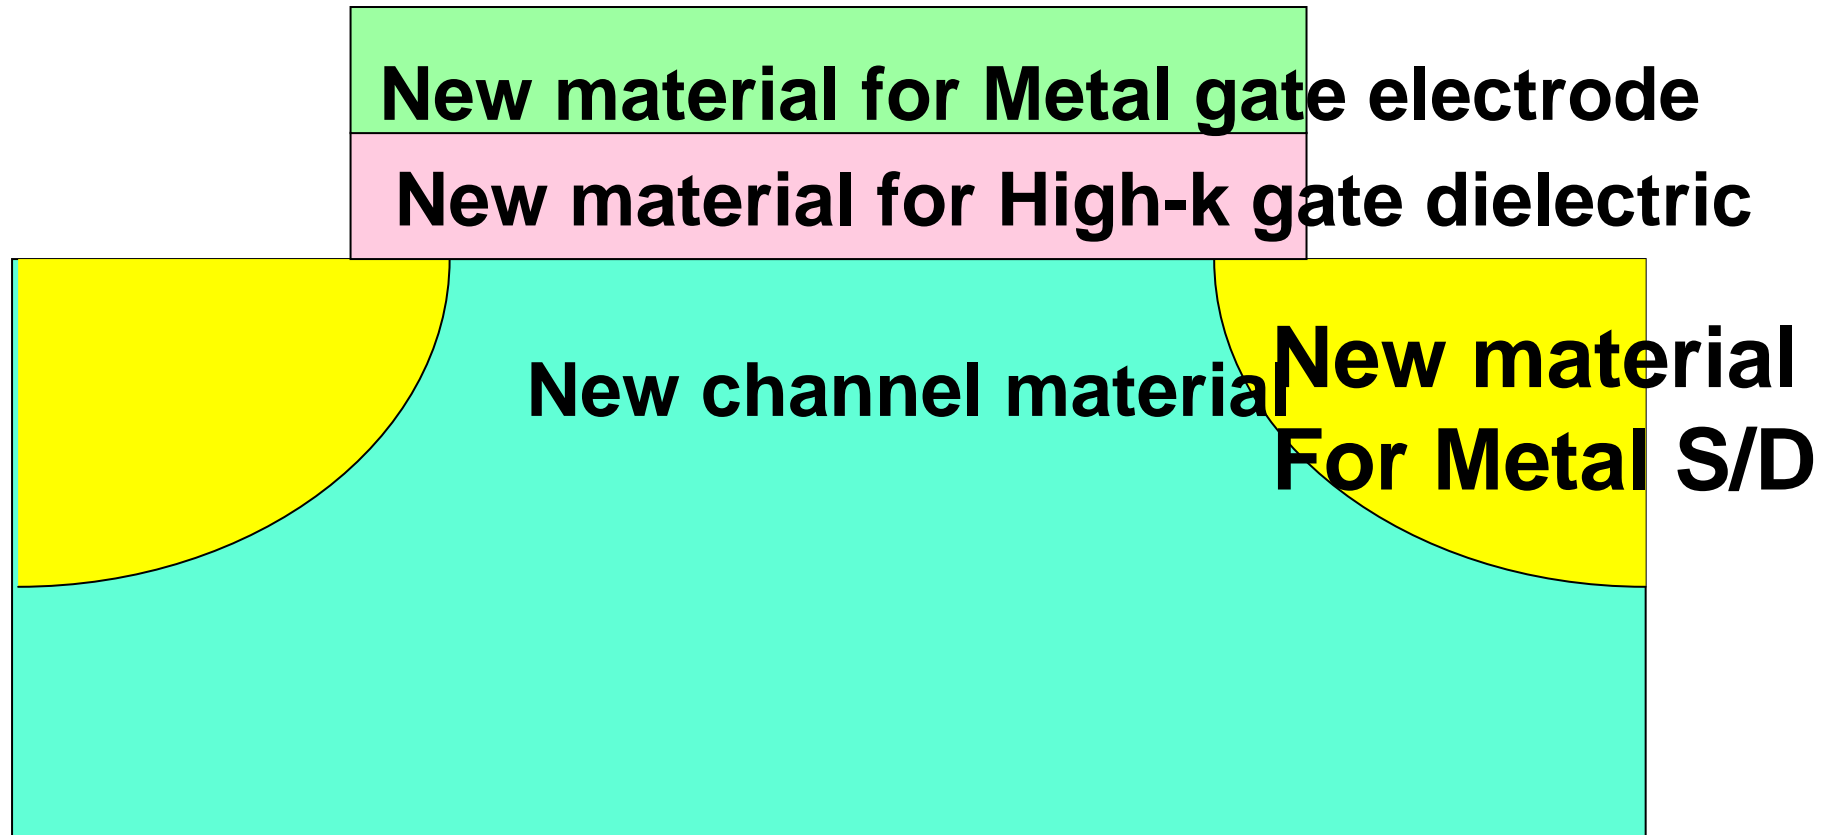 New material for Metal gate electrode
New material for High-k gate dielectric
New channel material
New material
For Metal S/D